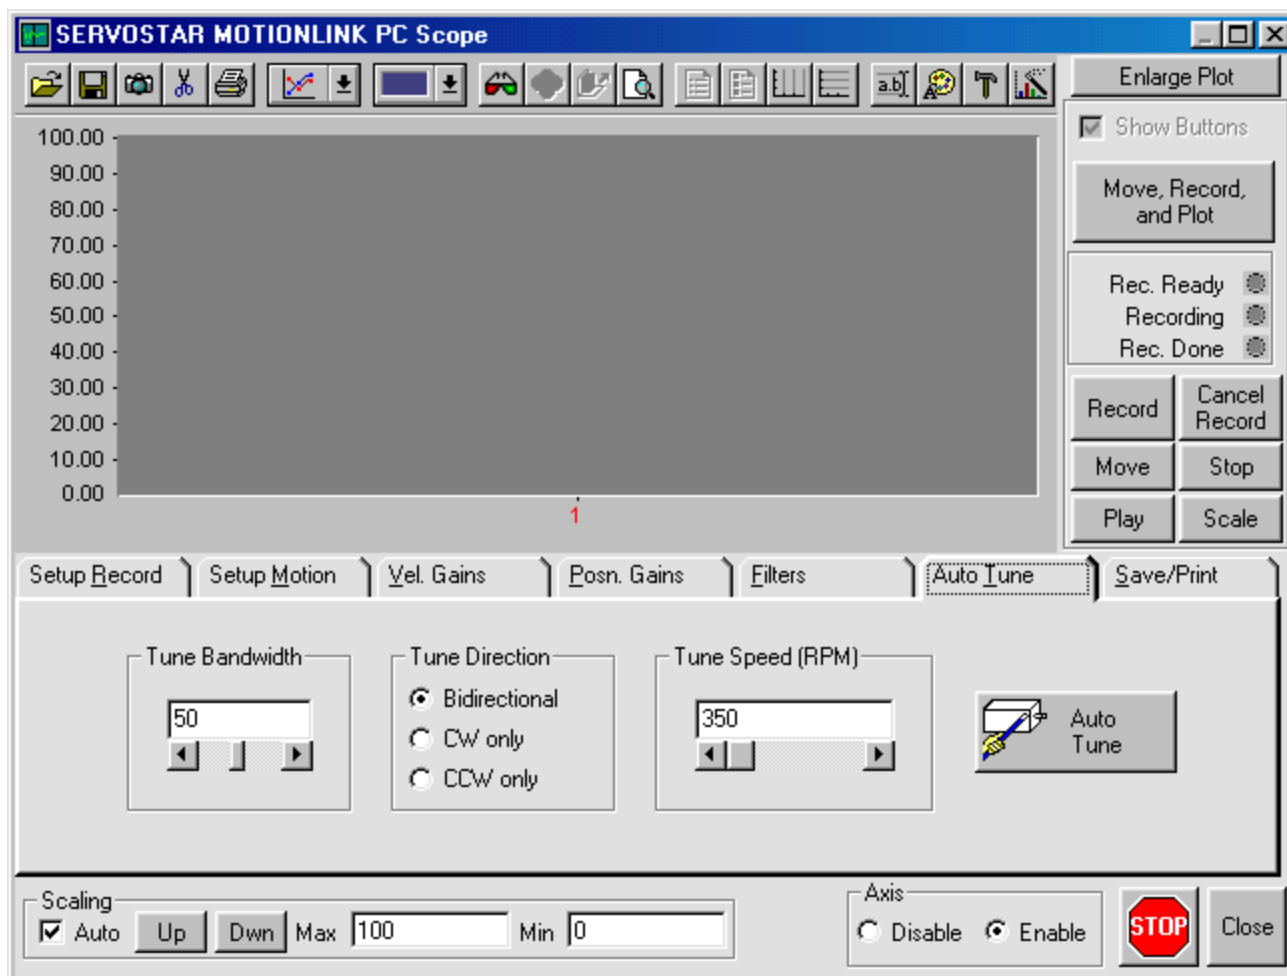 SERVOSTAR MOTIONLINK PC Scope
a.b
A
Enlarge Plot
Show Buttons
Move, Record,
and Plot
Rec. Ready
Recording
Rec. Done
Record
Cancel
Record
Move
Stop
Play
Scale
100.00
90.00
80.00
70.00
60.00
50.00
40.00
30.00
20.00
10.00
0.00
1
Setup Record
Setup Motion
Vel. Gains
Posn. Gains
Filters
Auto Tune
Save/Print
Tune Bandwidth
50
Tune Direction
Bidirectional
CW only
CCW only
Tune Speed (RPM)
350
Auto
Tune
Scaling
Auto
Up
Dwn
Max
100
Min
0
Axis
Disable
Enable
STOP
Close